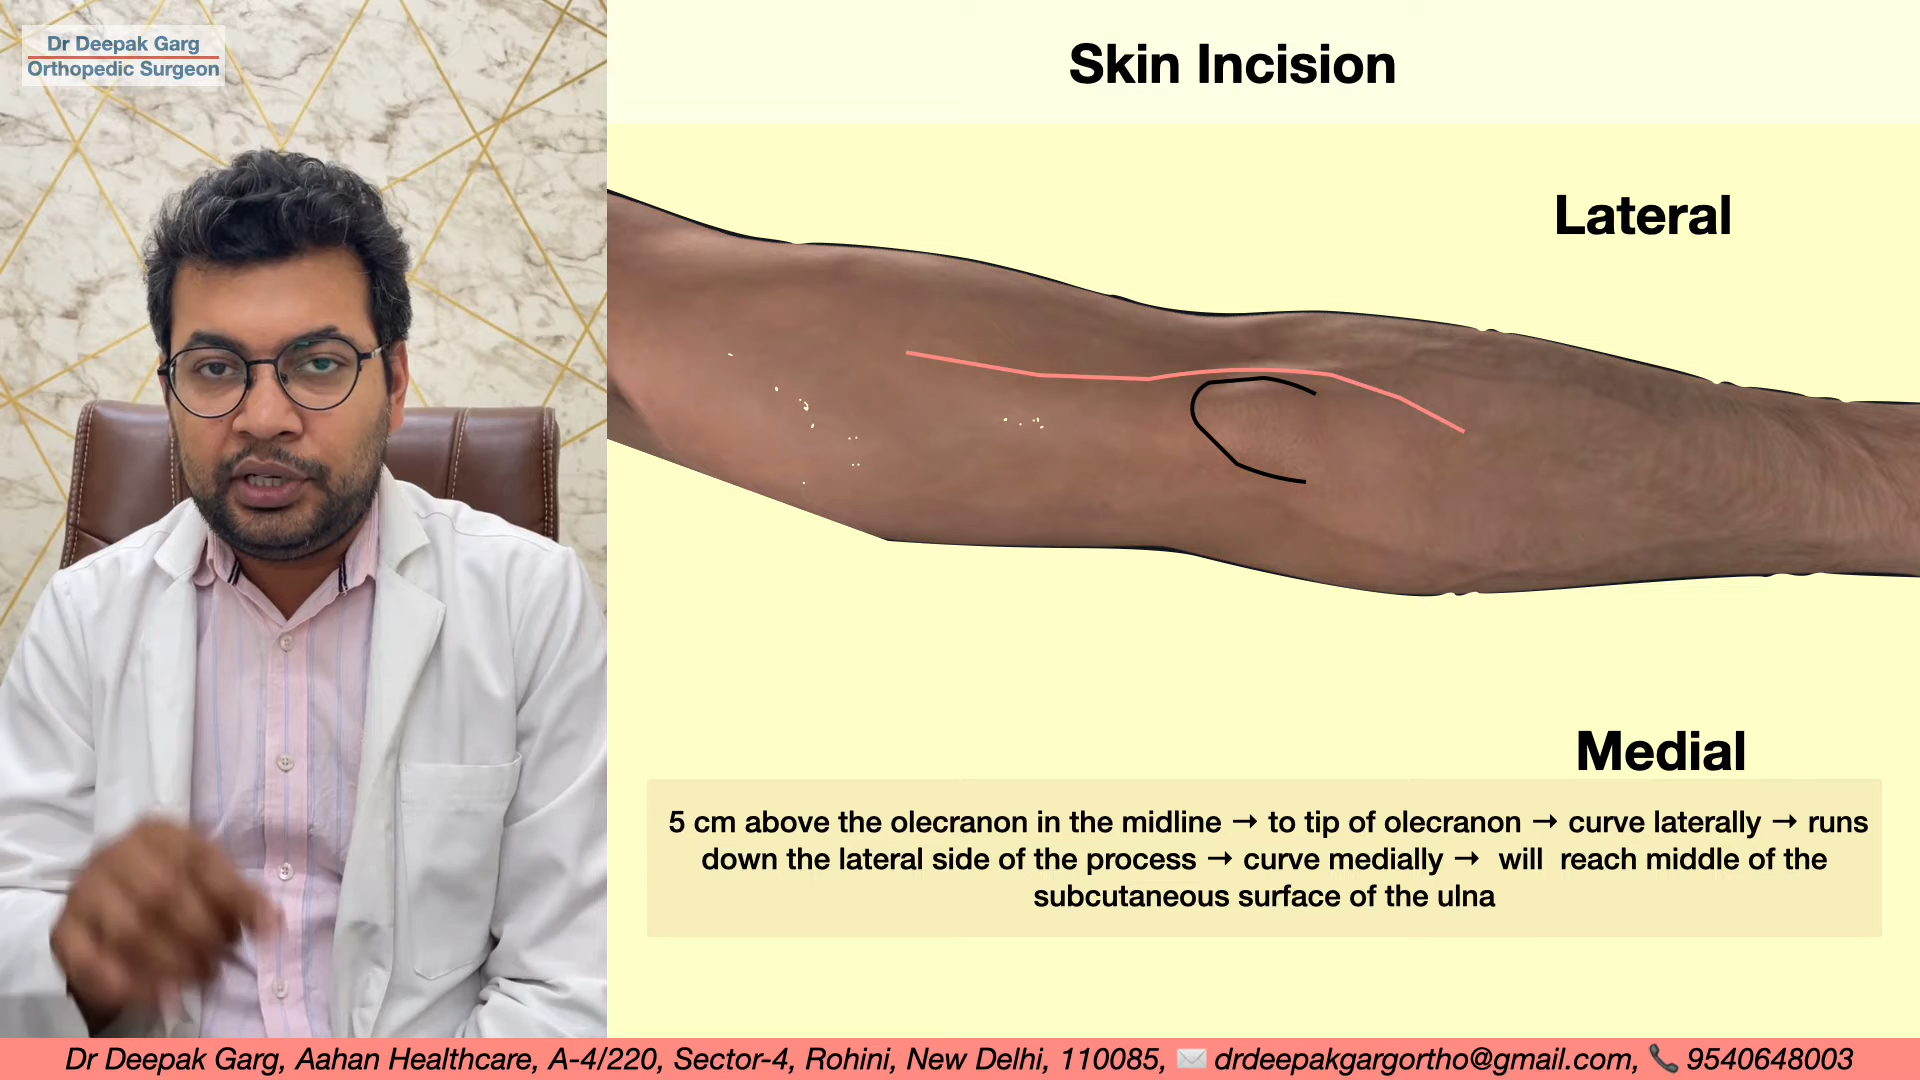 Dr Deepak Garg
Orthopedic Surgeon
Skin Incision
Lateral
Medial
5 cm above the olecranon in the midline → to tip of olecranon → curve laterally → runs
down the lateral side of the process → curve medially → will reach middle of the
subcutaneous surface of the ulna
Dr Deepak Garg, Aahan Healthcare, A-4/220, Sector-4, Rohini, New Delhi, 110085, ✉️ drdeepakgargortho@gmail.com, 📞 9540648003